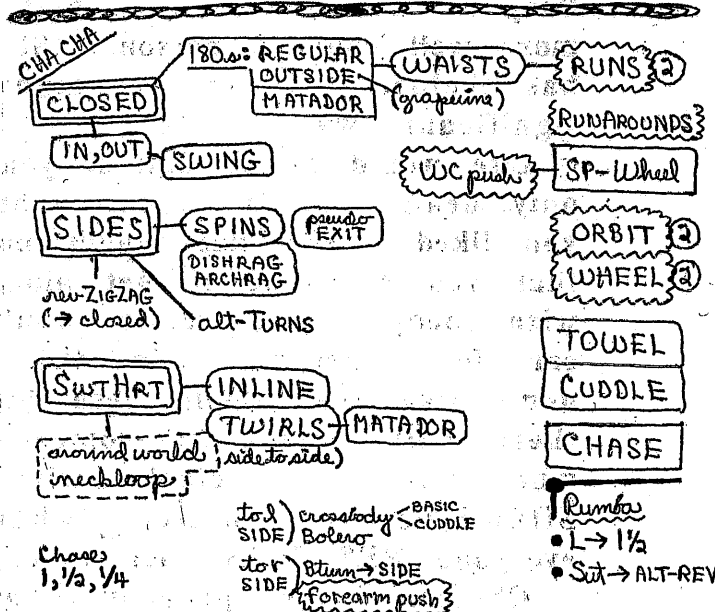 CHA CHA
180s: REGULAR
OUTSIDE
MATADOR
WAISTS
(grapevine)
RUNS 2
CLOSED
RUNAROUNDS
IN, OUT
SWING
WC push
SP-Wheel
SIDES
SPINS
pseudo
EXIT
DISHRAG
ARCHRAG
ORBIT 2
WHEEL 2
rev-ZIGZAG
(→ closed)
alt-TURNS
TOWEL
CUDDLE
SWTHRT
INLINE
TWIRLS
MATADOR
(side to side)
around world
neckloop
CHASE
Rumba
• L→ 1½
• Swt→ ALT-REV
to l
SIDE
crossbody
BASIC
CUDDLE
Bolero
Chases
1, ½, ¼
to r
SIDE
8turn→ SIDE
forearm push